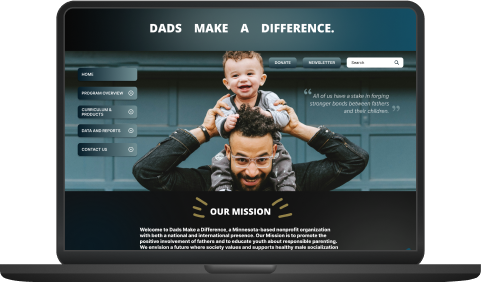 DADS MAKE A DIFFERENCE.
DONATE
NEWSLETTER
Search
HOME
PROGRAM OVERVIEW
CURRICULUM &
PRODUCTS
DATA AND REPORTS
CONTACT US
“ All of us have a stake in forging
stronger bonds between fathers
and their children. ”
OUR MISSION
Welcome to Dads Make a Difference, a Minnesota-based nonprofit organization
with both a national and international presence. Our Mission is to promote the
positive involvement of fathers and to educate youth about responsible parenting.
We envision a future where society values and supports healthy male socialization